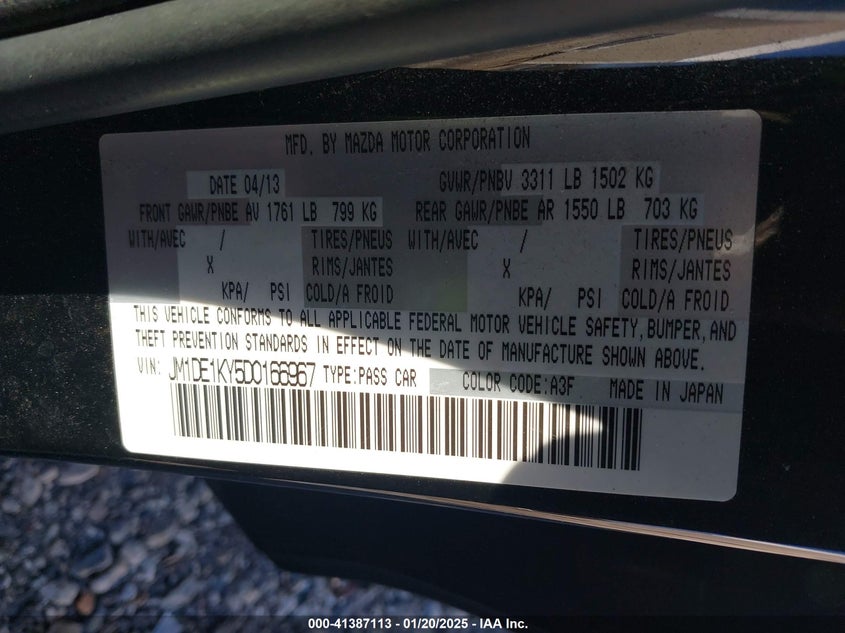 MFD. BY MAZDA MOTOR CORPORATION
DATE 04/13 GVWR/PNBV 3311 LB 1502 KG
FRONT GAWR/PNBE AV 1761 LB 799 KG REAR GAWR/PNBE AR 1550 LB 703 KG
WITH/AVEC / TIRES/PNEUS WITH/AVEC / TIRES/PNEUS
X RIMS/JANTES X RIMS/JANTES
KPA/ PSI COLD/A FROID KPA/ PSI COLD/A FROID
THIS VEHICLE CONFORMS TO ALL APPLICABLE FEDERAL MOTOR VEHICLE SAFETY, BUMPER, AND
THEFT PREVENTION STANDARDS IN EFFECT ON THE DATE OF MANUFACTURE SHOWN ABOVE.
VIN: JM1DE1KY5D0166967 TYPE:PASS CAR COLOR CODE:A3F MADE IN JAPAN
000-41387113 - 01/20/2025 - IAA Inc.